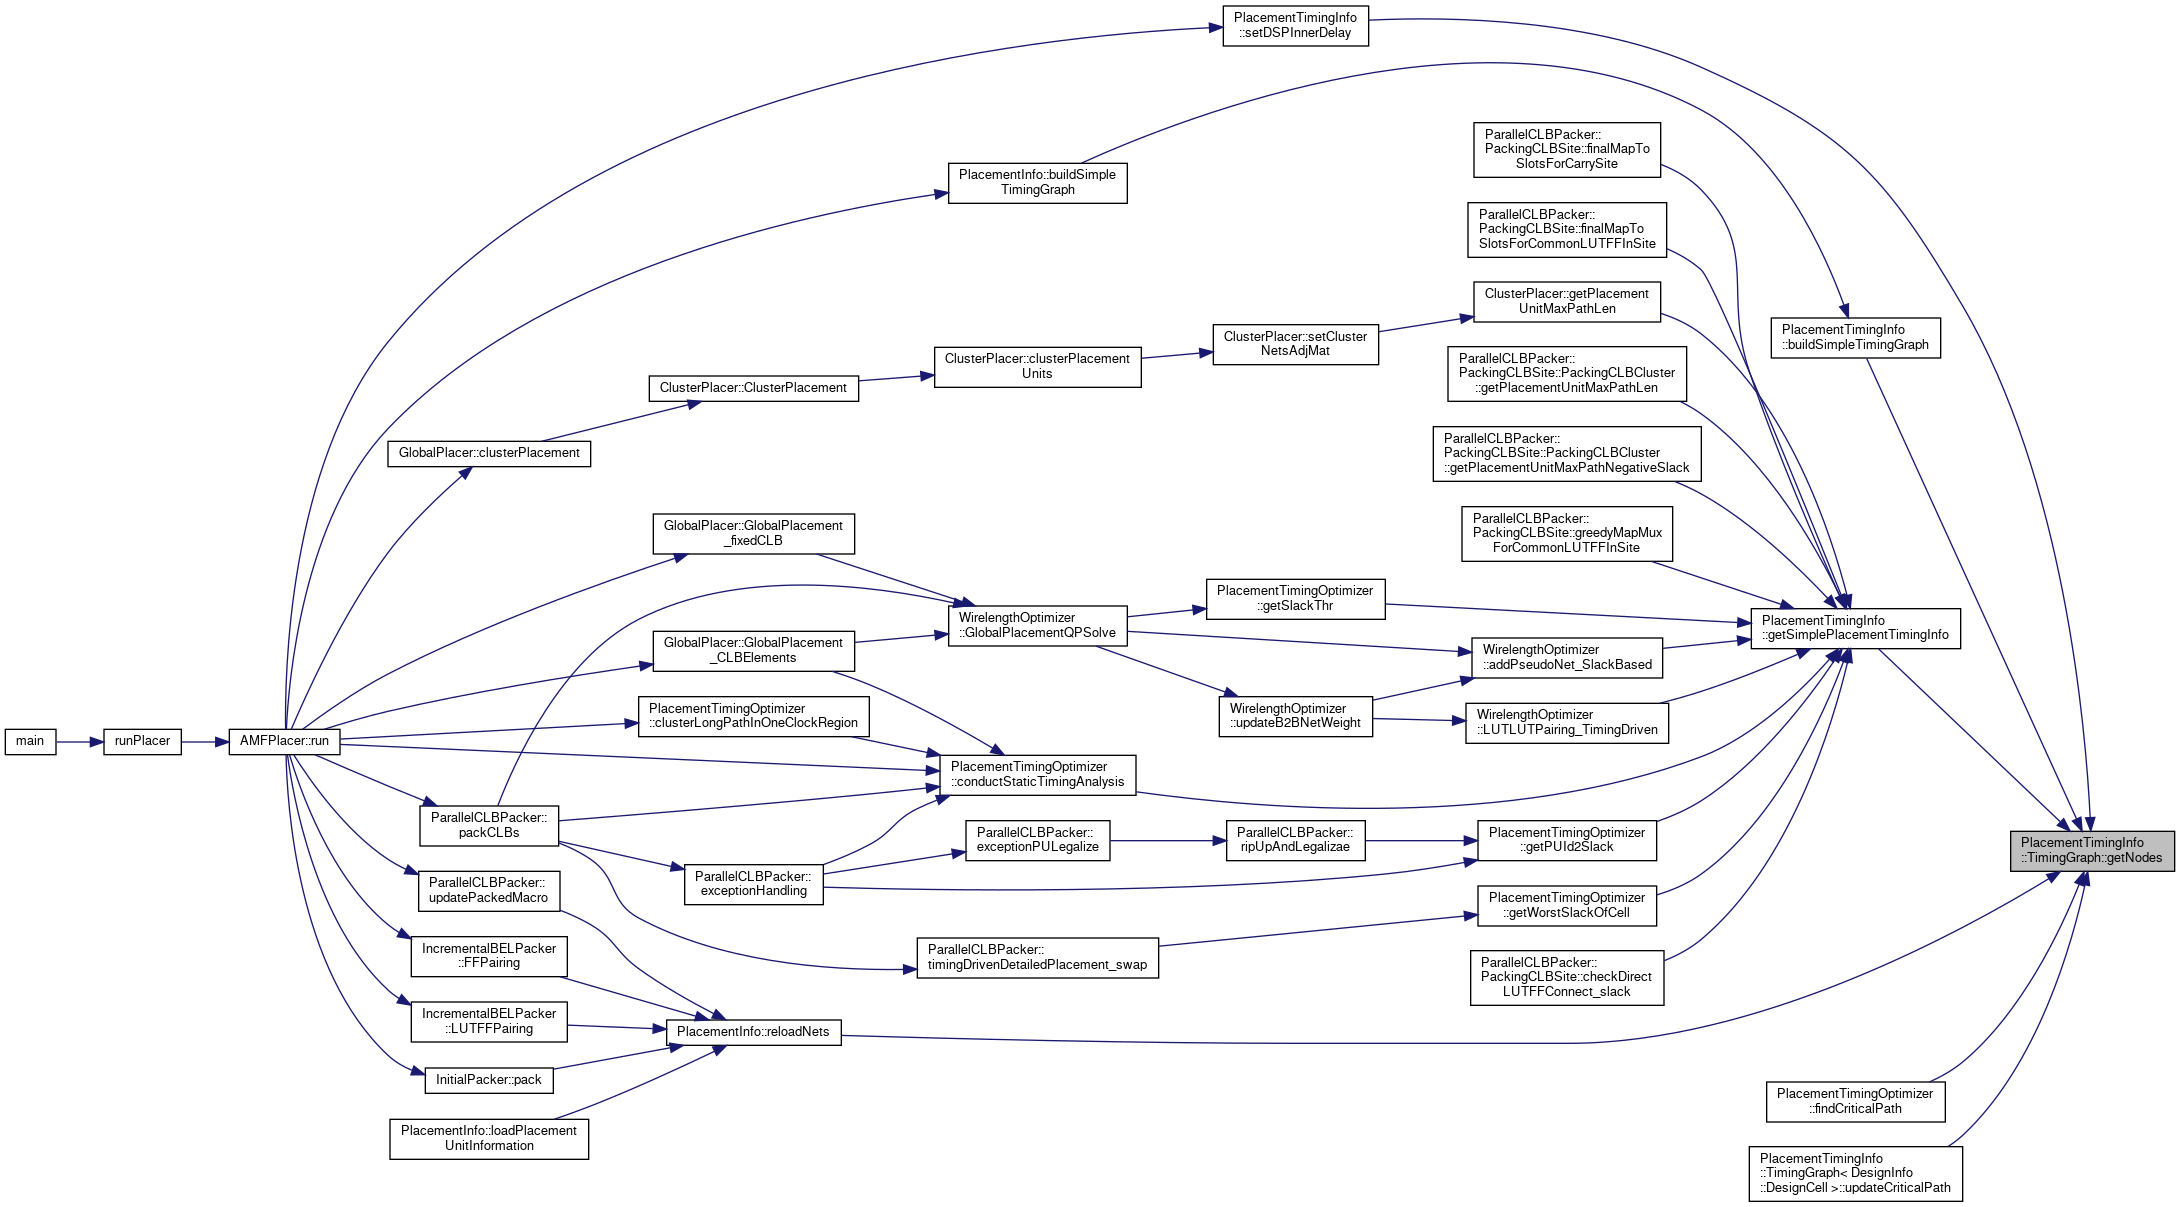 PlacementTimingInfo
::setDSPInnerDelay
ParallelCLBPacker::
PackingCLBSite::finalMapTo
SlotsForCarrySite
PlacementInfo::buildSimple
TimingGraph
ParallelCLBPacker::
PackingCLBSite::finalMapTo
SlotsForCommonLUTFFInSite
ClusterPlacer::getPlacement
UnitMaxPathLen
PlacementTimingInfo
::buildSimpleTimingGraph
ClusterPlacer::setCluster
NetsAdjMat
ClusterPlacer::clusterPlacement
Units
ParallelCLBPacker::
PackingCLBSite::PackingCLBCluster
::getPlacementUnitMaxPathLen
ClusterPlacer::ClusterPlacement
GlobalPlacer::clusterPlacement
ParallelCLBPacker::
PackingCLBSite::PackingCLBCluster
::getPlacementUnitMaxPathNegativeSlack
GlobalPlacer::GlobalPlacement
_fixedCLB
ParallelCLBPacker::
PackingCLBSite::greedyMapMux
ForCommonLUTFFInSite
PlacementTimingOptimizer
::getSlackThr
WirelengthOptimizer
::GlobalPlacementQPSolve
PlacementTimingInfo
::getSimplePlacementTimingInfo
GlobalPlacer::GlobalPlacement
_CLBElements
WirelengthOptimizer
::addPseudoNet_SlackBased
PlacementTimingOptimizer
::clusterLongPathInOneClockRegion
WirelengthOptimizer
::updateB2BNetWeight
WirelengthOptimizer
::LUTLUTPairing_TimingDriven
main
runPlacer
AMFPlacer::run
PlacementTimingOptimizer
::conductStaticTimingAnalysis
ParallelCLBPacker::
packCLBs
ParallelCLBPacker::
exceptionPULegalize
ParallelCLBPacker::
ripUpAndLegalizae
PlacementTimingOptimizer
::getPUId2Slack
PlacementTimingInfo
::TimingGraph::getNodes
ParallelCLBPacker::
exceptionHandling
ParallelCLBPacker::
updatePackedMacro
PlacementTimingOptimizer
::getWorstSlackOfCell
IncrementalBELPacker
::FFPairing
ParallelCLBPacker::
timingDrivenDetailedPlacement_swap
ParallelCLBPacker::
PackingCLBSite::checkDirect
LUTFFConnect_slack
IncrementalBELPacker
::LUTFFPairing
PlacementInfo::reloadNets
InitialPacker::pack
PlacementTimingOptimizer
::findCriticalPath
PlacementInfo::loadPlacement
UnitInformation
PlacementTimingInfo
::TimingGraph< DesignInfo
::DesignCell >::updateCriticalPath